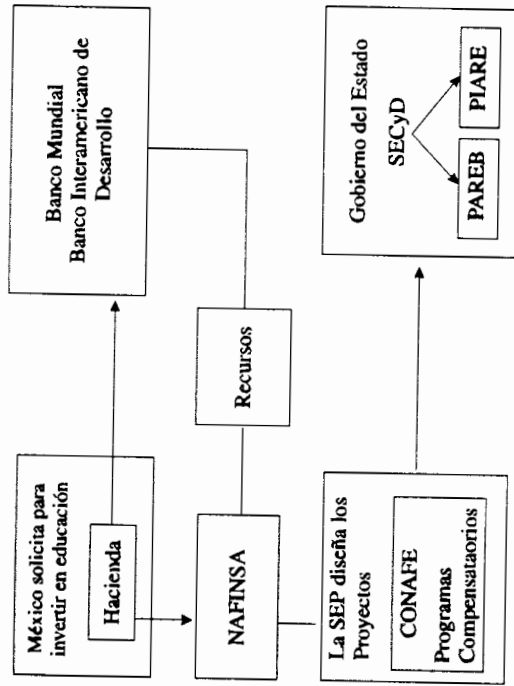 México solicita para
invertir en educación
Hacienda
Banco Mundial
Banco Interamericano de
Desarrollo
NAFINSA
Recursos
La SEP diseña los
Proyectos
CONAFE
Programas
Compensataorios
Gobierno del Estado
SECyD
PAREB
PIARE